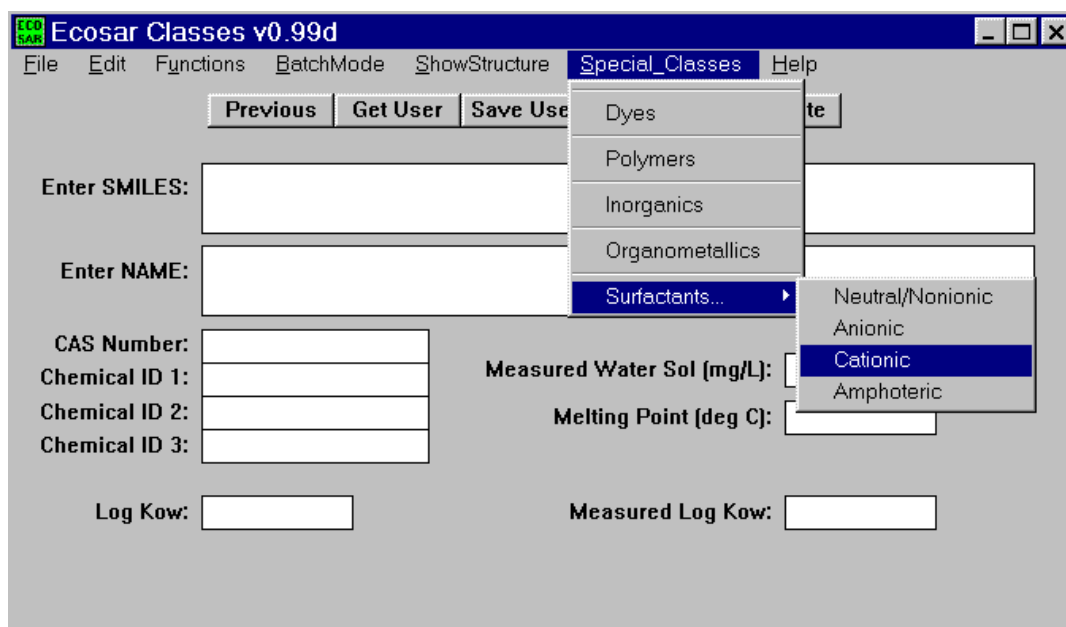 ECO SAR Ecosar Classes v0.99d
File Edit Functions BatchMode ShowStructure Special_Classes Help
Previous Get User Save Use te
Dyes
Polymers
Enter SMILES:
Inorganics
Organometallics
Enter NAME:
Surfactants...
Neutral/Nonionic
Anionic
Cationic
Amphoteric
CAS Number:
Chemical ID 1:
Chemical ID 2:
Chemical ID 3:
Measured Water Sol (mg/L):
Melting Point (deg C):
Log Kow:
Measured Log Kow: